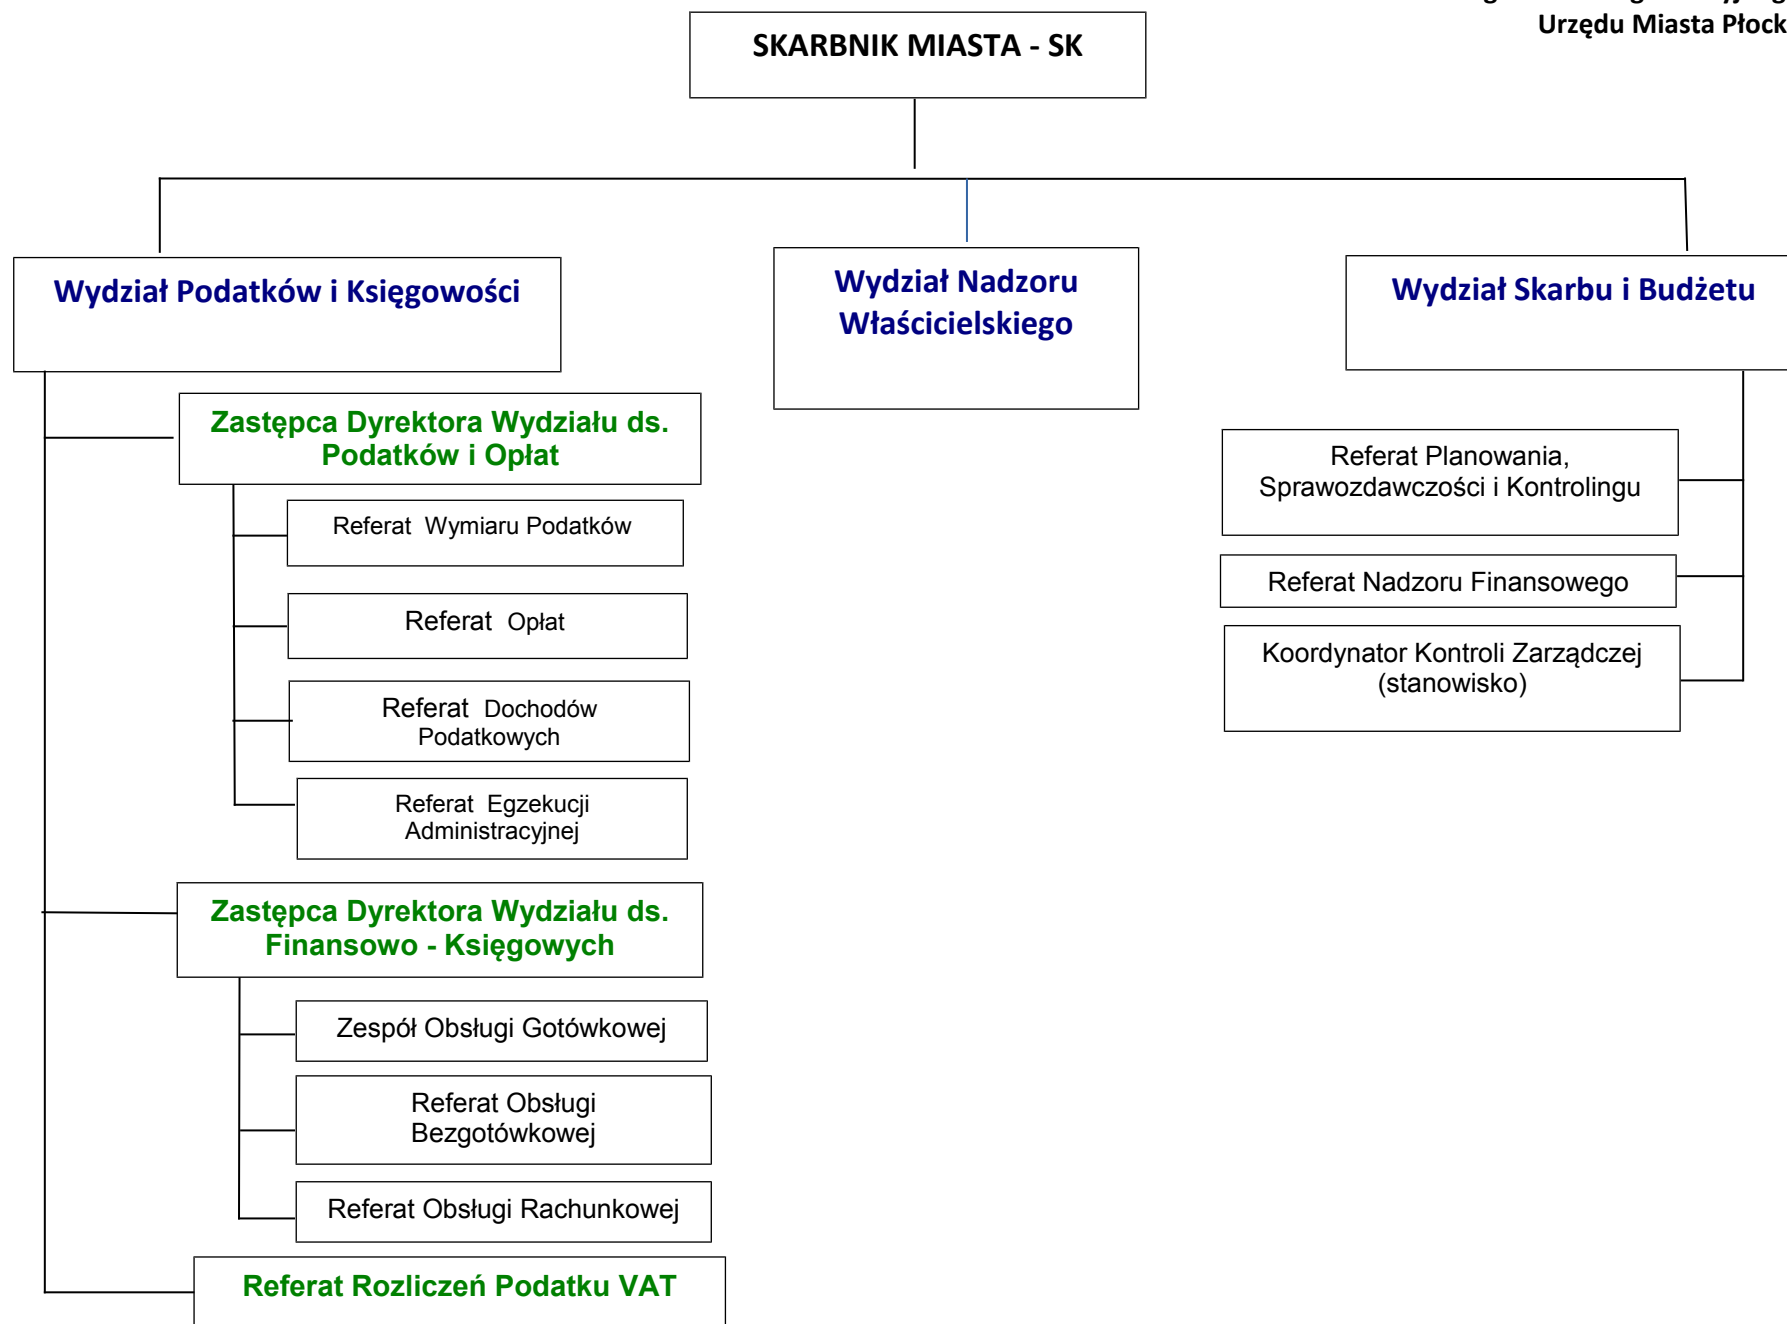 Urzędu Miasta Płock
SKARBNIK MIASTA - SK
Wydział Podatków i Księgowości
Wydział Nadzoru
Właścicielskiego
Wydział Skarbu i Budżetu
Zastępca Dyrektora Wydziału ds.
Podatków i Opłat
Referat Wymiaru Podatków
Referat Opłat
Referat Dochodów
Podatkowych
Referat Egzekucji
Administracyjnej
Zastępca Dyrektora Wydziału ds.
Finansowo - Księgowych
Zespół Obsługi Gotówkowej
Referat Obsługi
Bezgotówkowej
Referat Obsługi Rachunkowej
Referat Rozliczeń Podatku VAT
Referat Planowania,
Sprawozdawczości i Kontrolingu
Referat Nadzoru Finansowego
Koordynator Kontroli Zarządczej
(stanowisko)